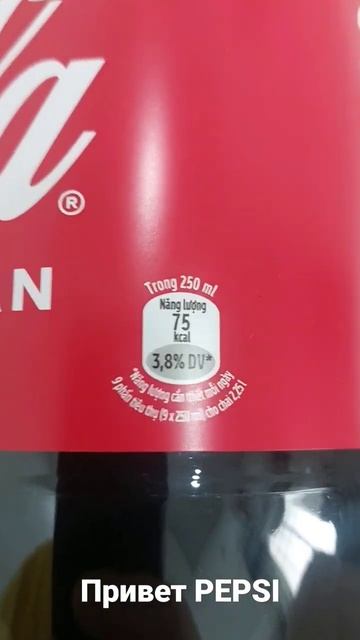 la®
AN
Trong 250 ml
Năng lượng
75
kcal
3,8% DV*
*Năng lượng cần thiết mỗi ngày
9 phần tiêu thụ (9 x 250 ml) cho chai 2,25 l
Привет PEPSI